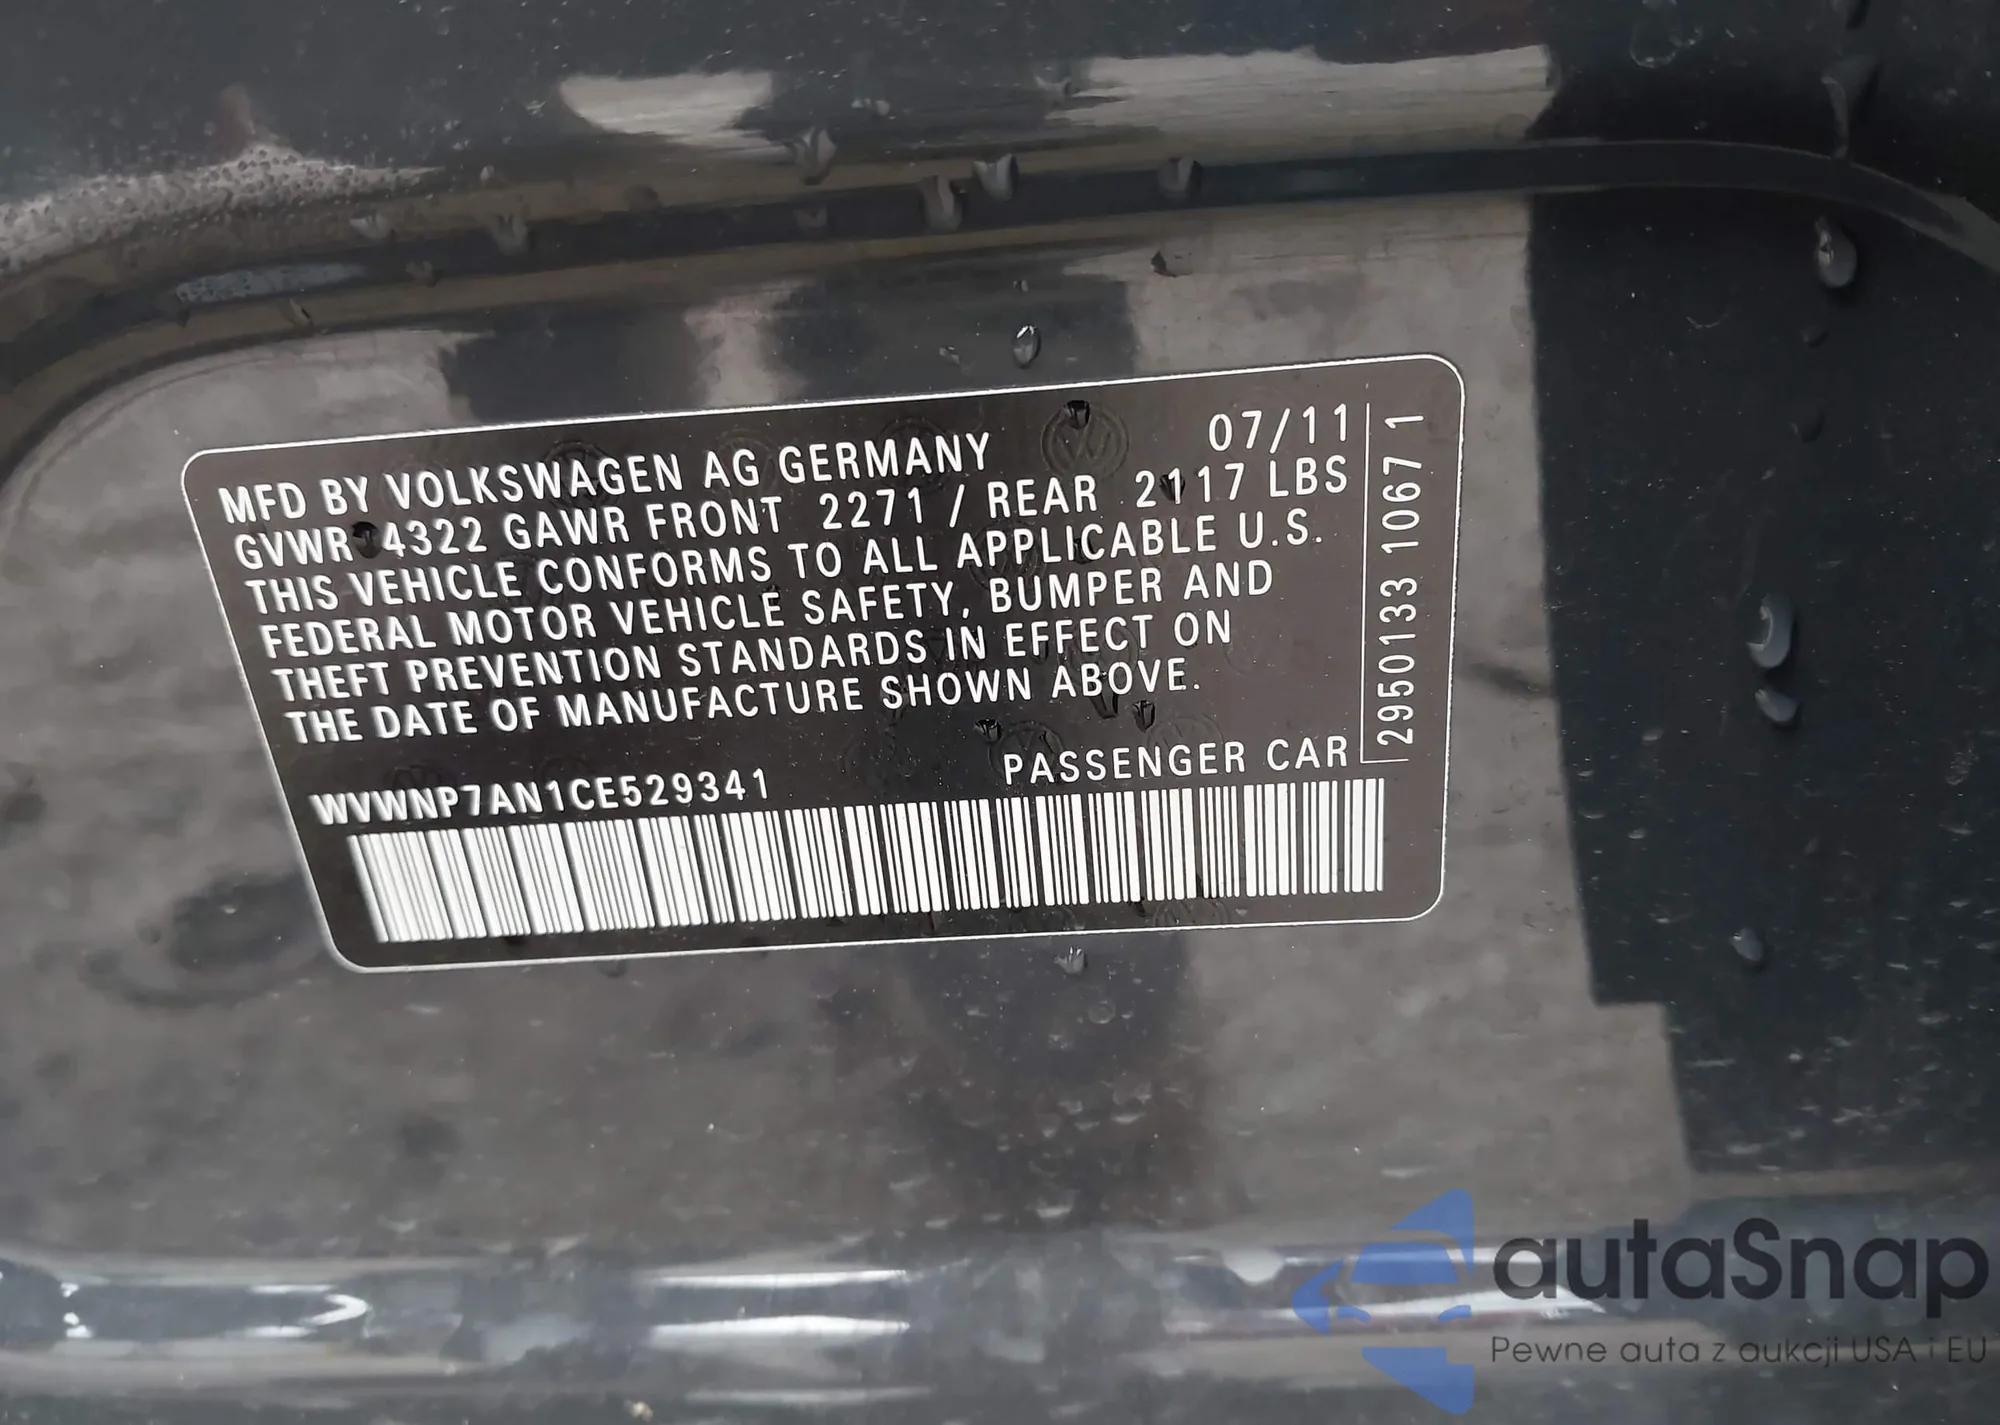 MFD BY VOLKSWAGEN AG GERMANY 07/11
GVWR 4322 GAWR FRONT 2271 / REAR 2117 LBS
THIS VEHICLE CONFORMS TO ALL APPLICABLE U.S.
FEDERAL MOTOR VEHICLE SAFETY, BUMPER AND
THEFT PREVENTION STANDARDS IN EFFECT ON
THE DATE OF MANUFACTURE SHOWN ABOVE.
WVWNP7AN1CE529341 PASSENGER CAR
2950133 1067 1
autaSnap
Pewne auta z aukcji USA i EU